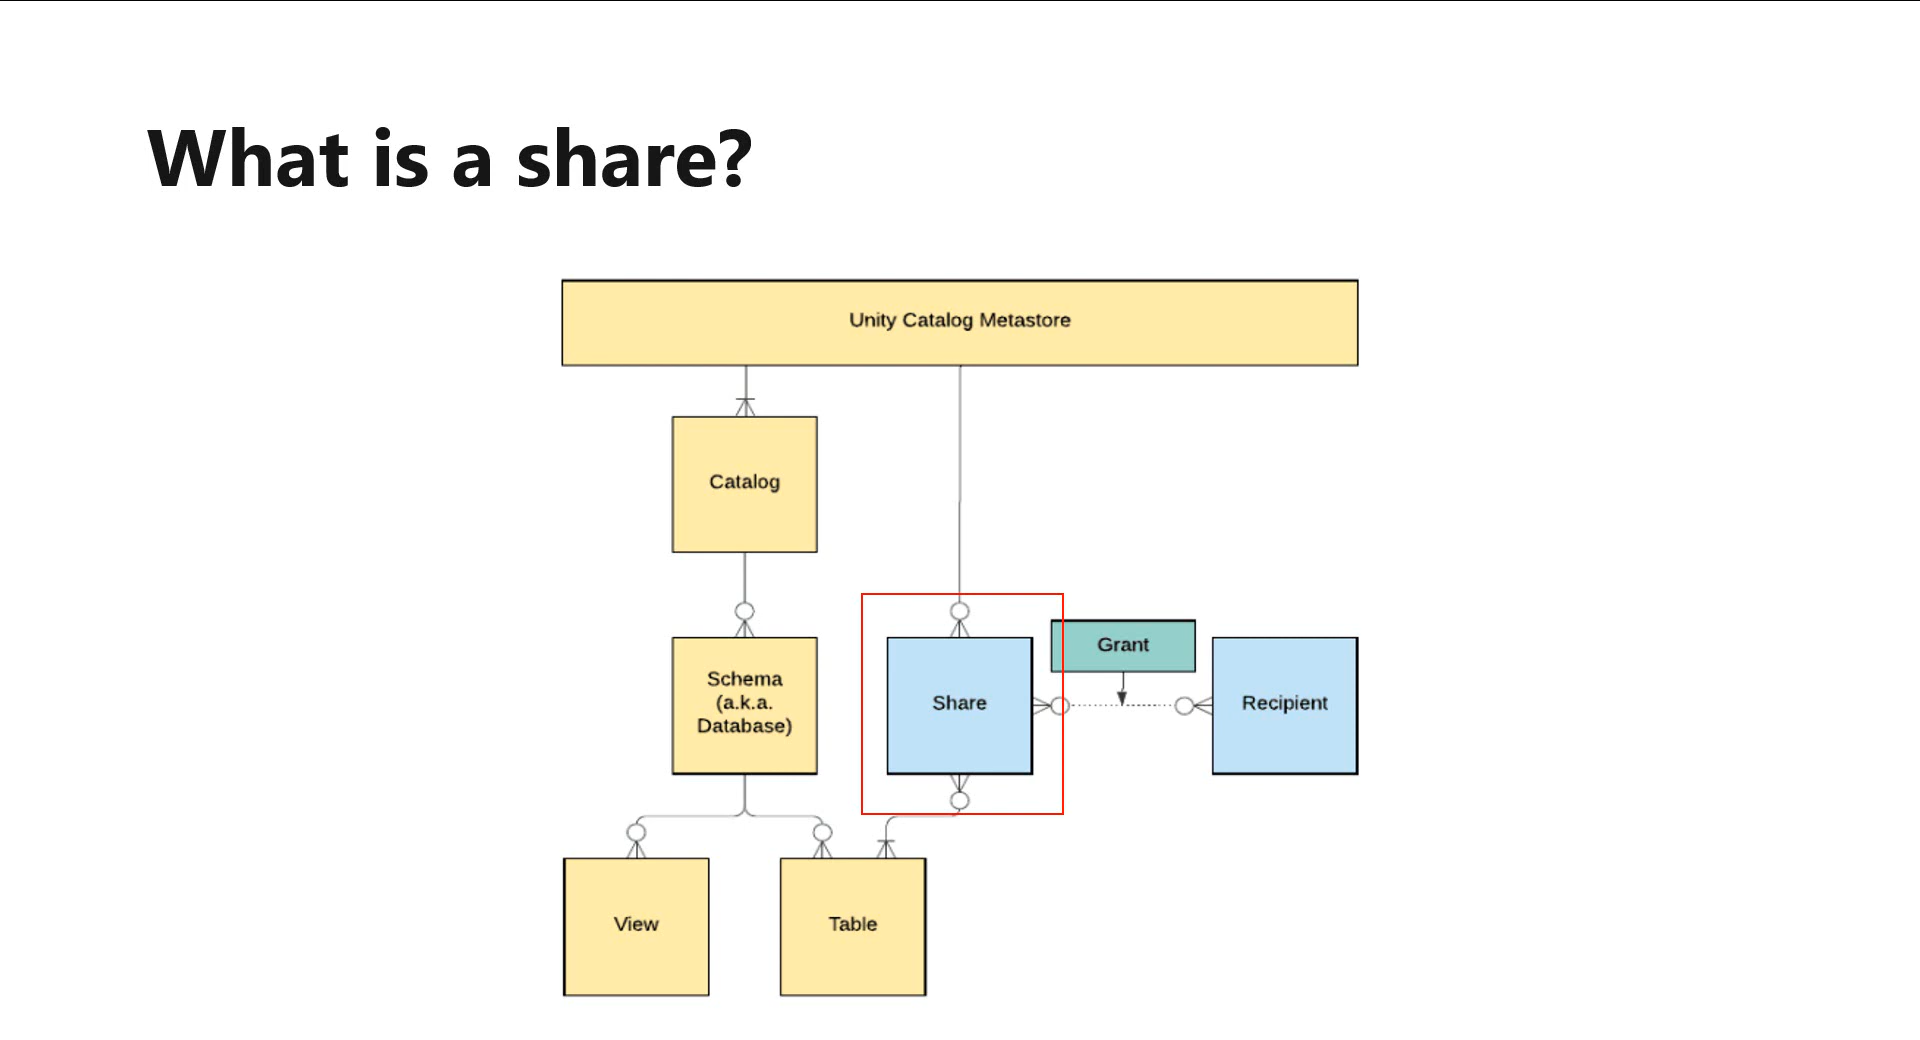 What is a share?
Unity Catalog Metastore
Catalog
Schema
(a.k.a.
Database)
Share
Grant
Recipient
View
Table